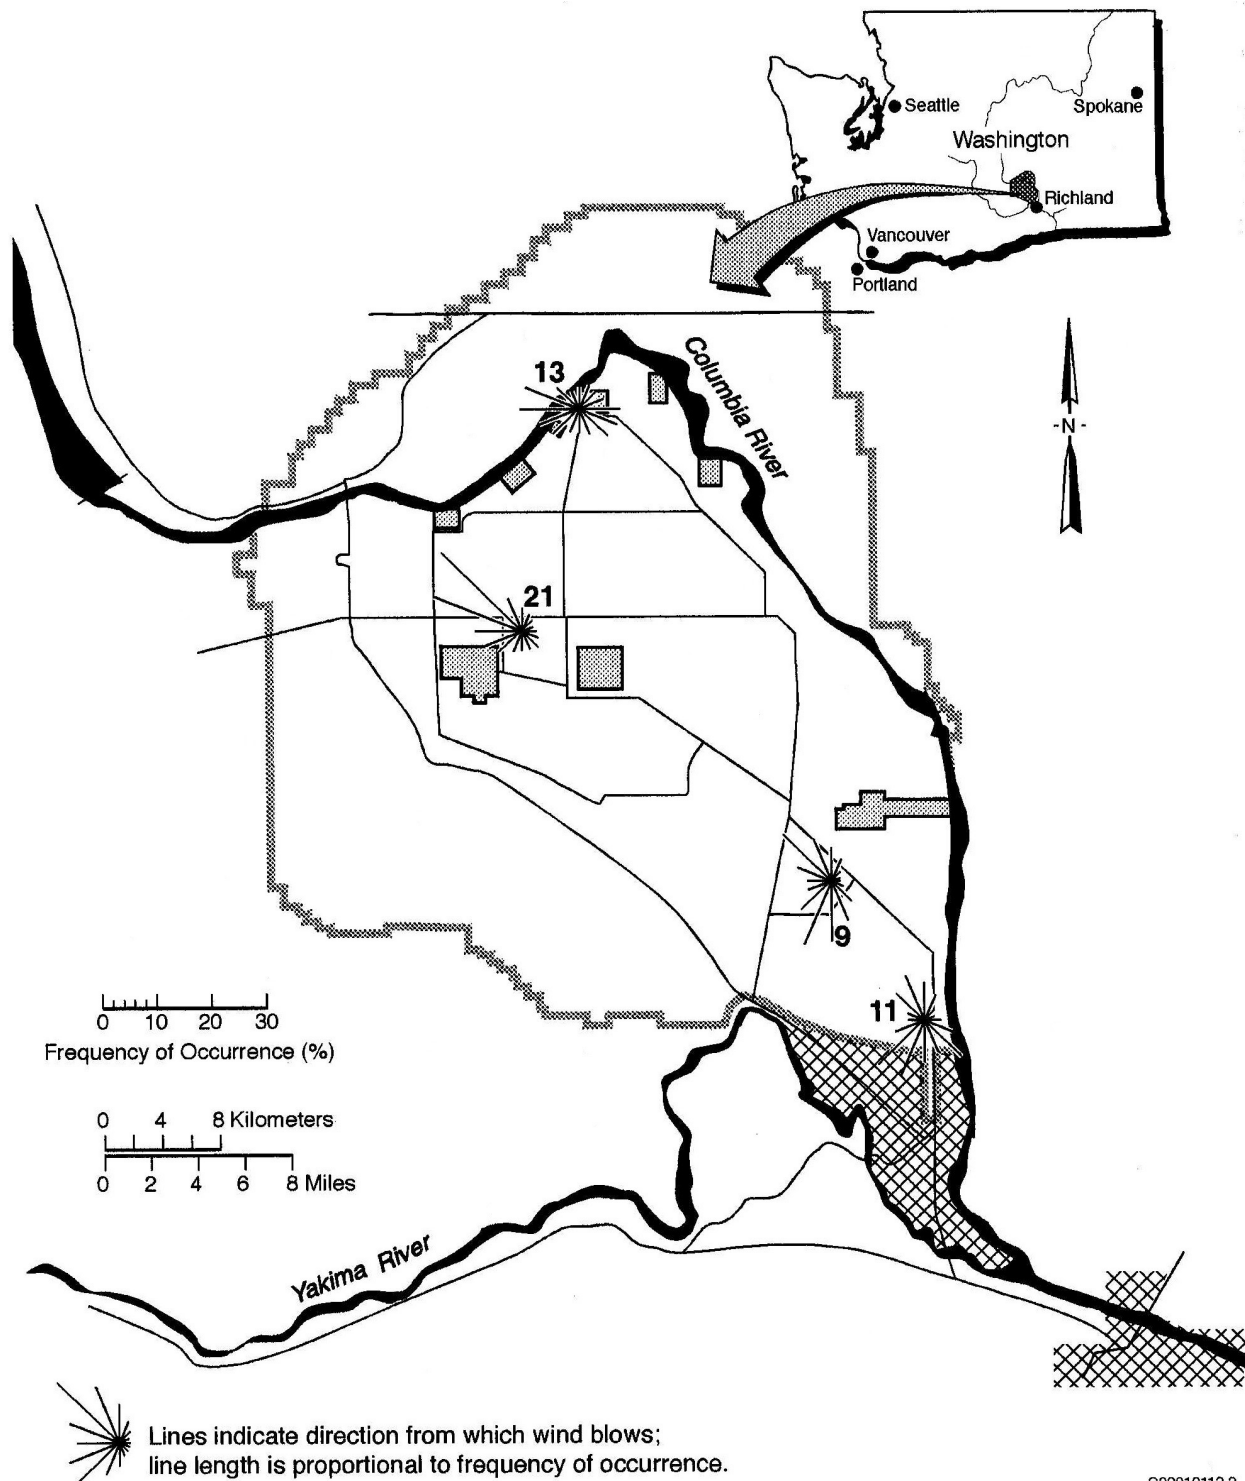 Seattle
Spokane
Washington
Richland
Vancouver
Portland
Columbia River
-N-
13
21
9
11
0 10 20 30
Frequency of Occurrence (%)
0 4 8 Kilometers
0 2 4 6 8 Miles
Yakima River
Lines indicate direction from which wind blows;
line length is proportional to frequency of occurrence.